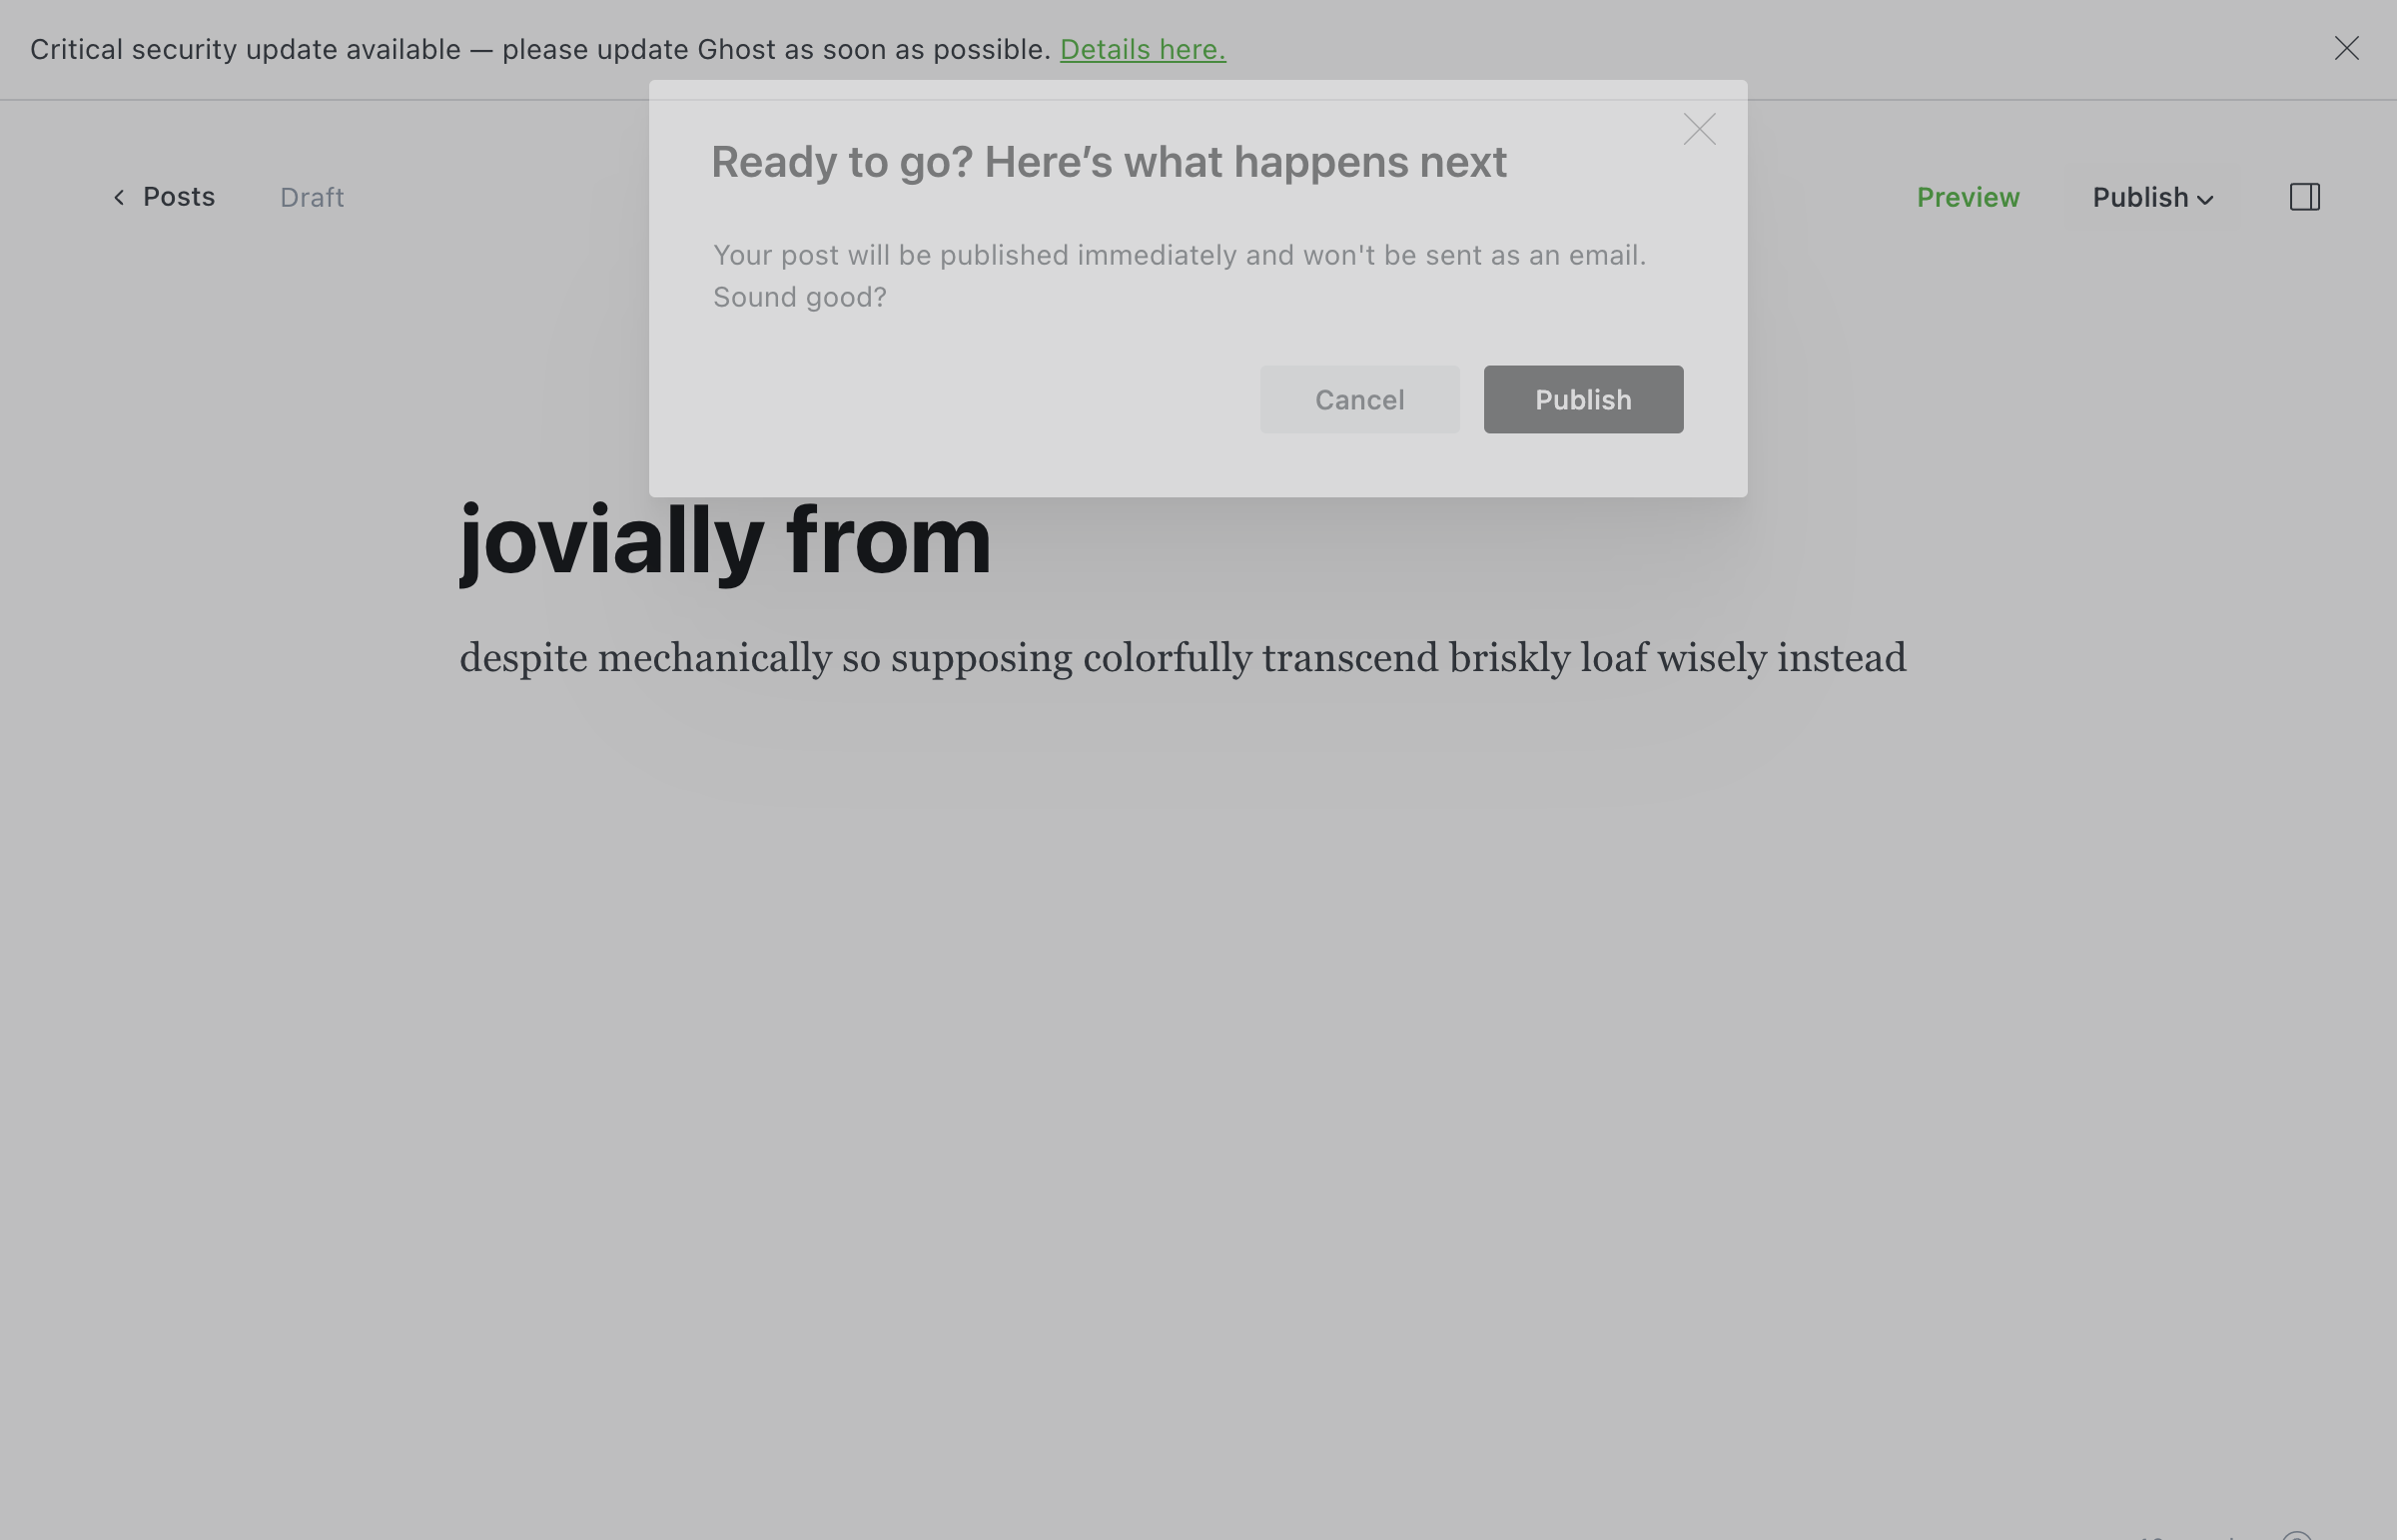 Critical security update available — please update Ghost as soon as possible. Details here.
Ready to go? Here’s what happens next
Your post will be published immediately and won't be sent as an email.
Sound good?
Cancel
Publish
Posts
Draft
Preview
Publish
jovially from
despite mechanically so supposing colorfully transcend briskly loaf wisely instead